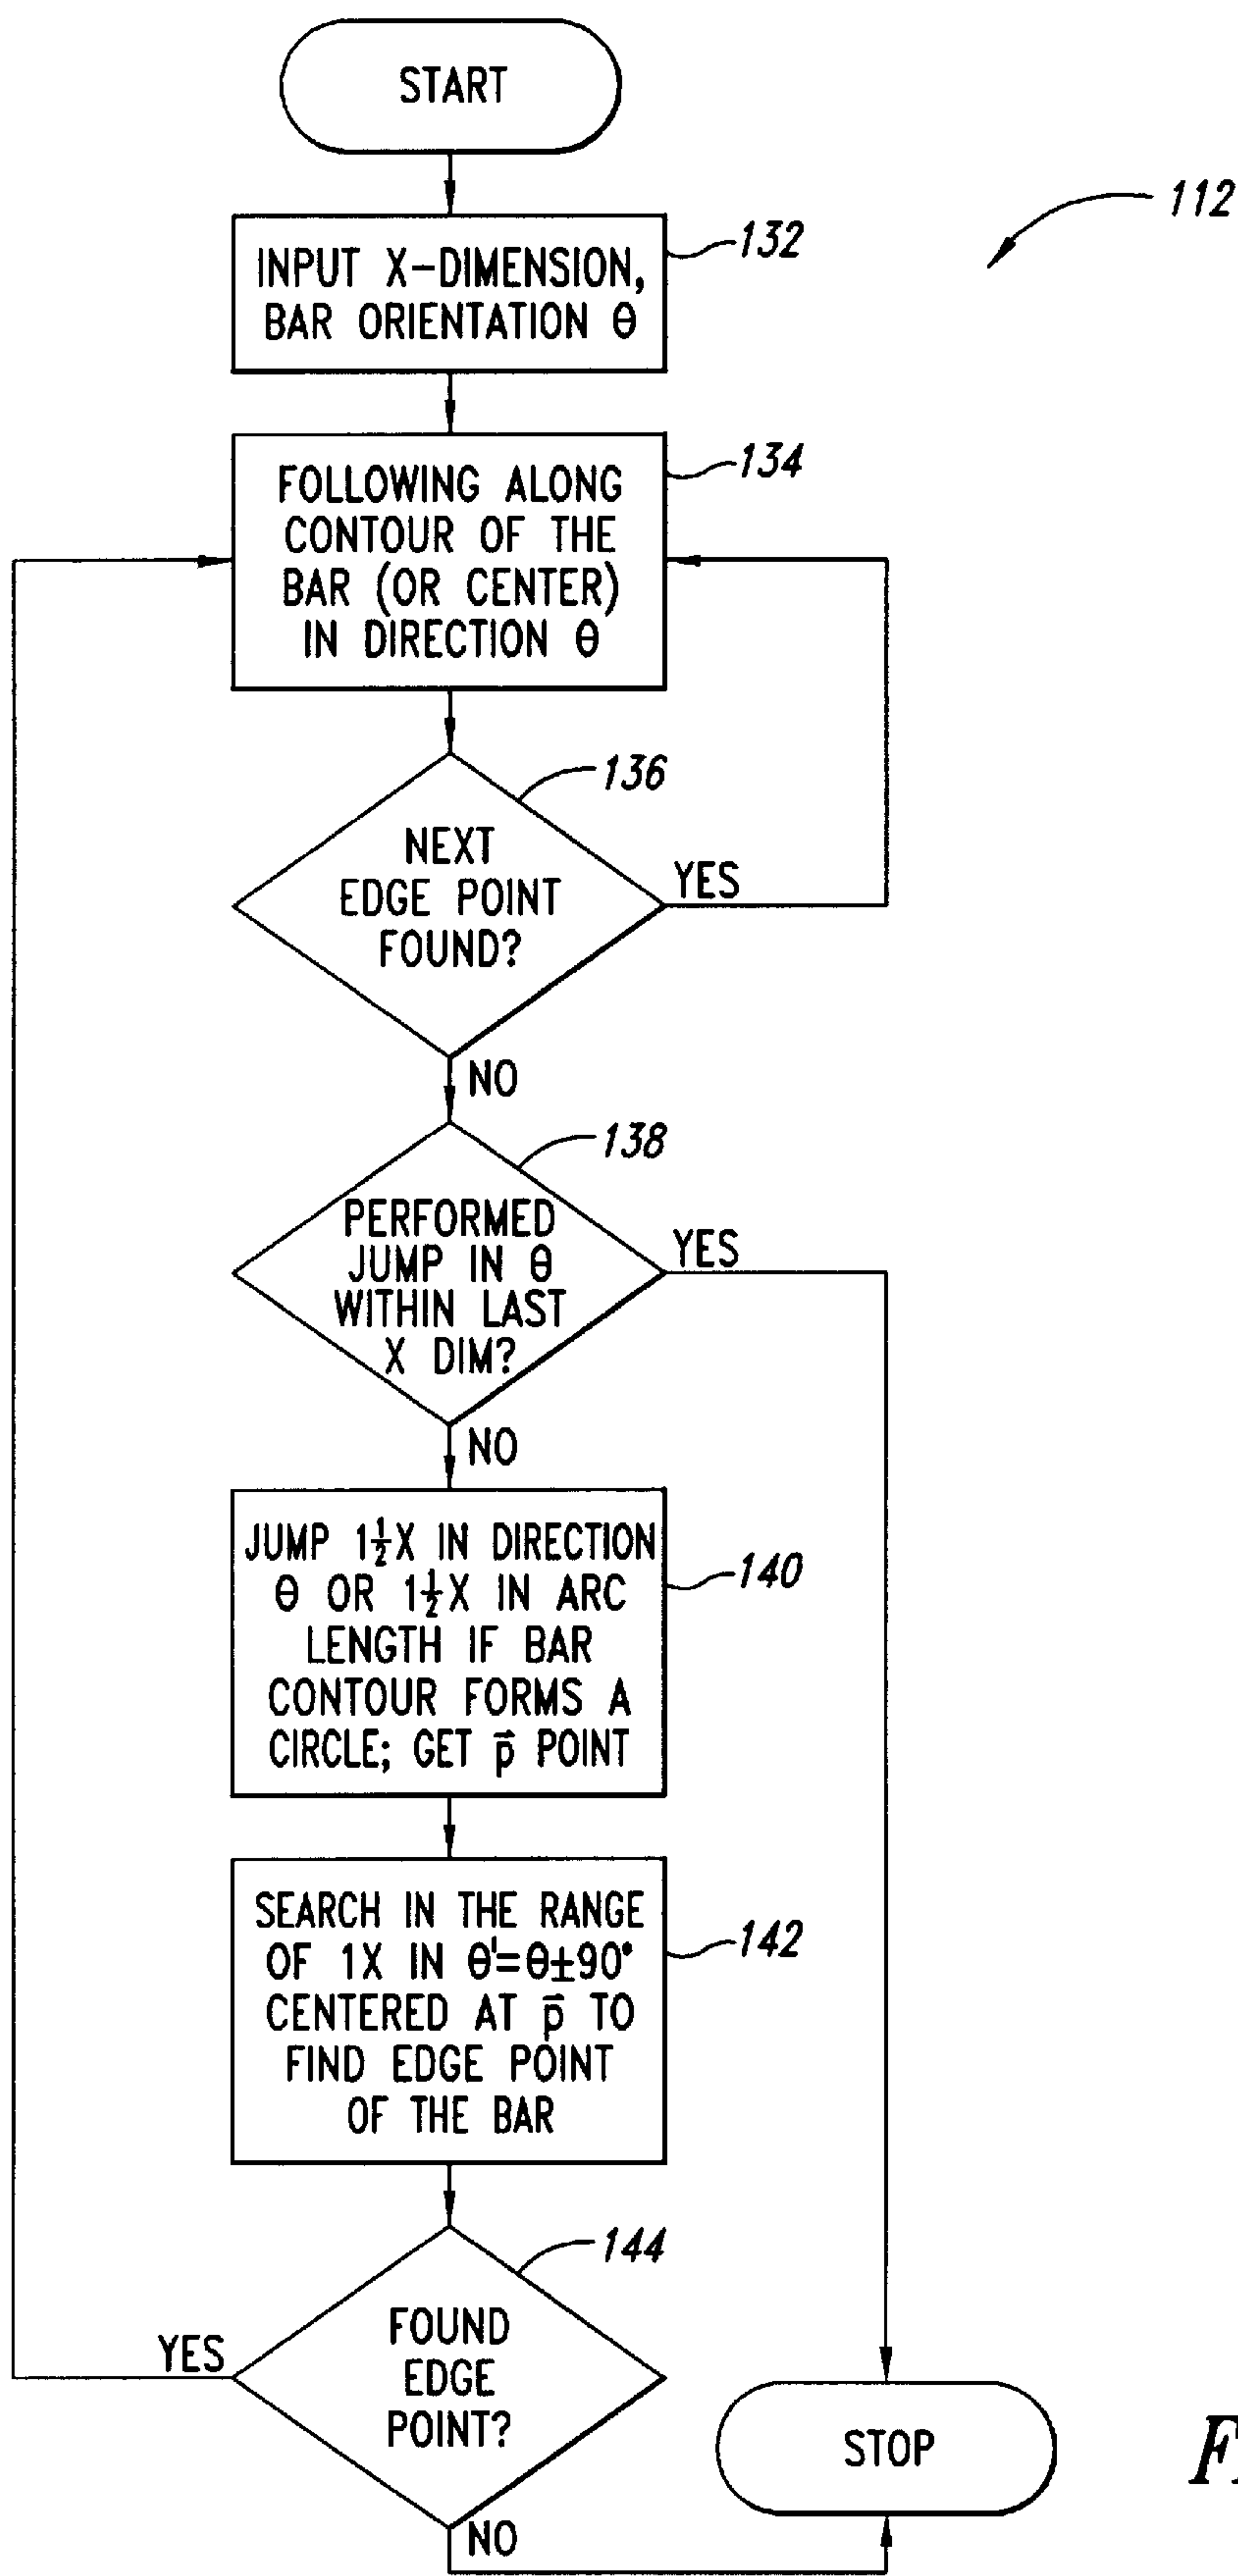 START
112
132
INPUT X-DIMENSION,
BAR ORIENTATION θ
134
FOLLOWING ALONG
CONTOUR OF THE
BAR (OR CENTER)
IN DIRECTION θ
136
NEXT
EDGE POINT
FOUND?
YES
NO
138
PERFORMED
JUMP IN θ
WITHIN LAST
X DIM?
YES
NO
140
JUMP 1½X IN DIRECTION
θ OR 1½X IN ARC
LENGTH IF BAR
CONTOUR FORMS A
CIRCLE; GET p⃗ POINT
142
SEARCH IN THE RANGE
OF 1X IN θ'=θ±90°
CENTERED AT p⃗ TO
FIND EDGE POINT
OF THE BAR
144
FOUND
EDGE
POINT?
YES
NO
STOP